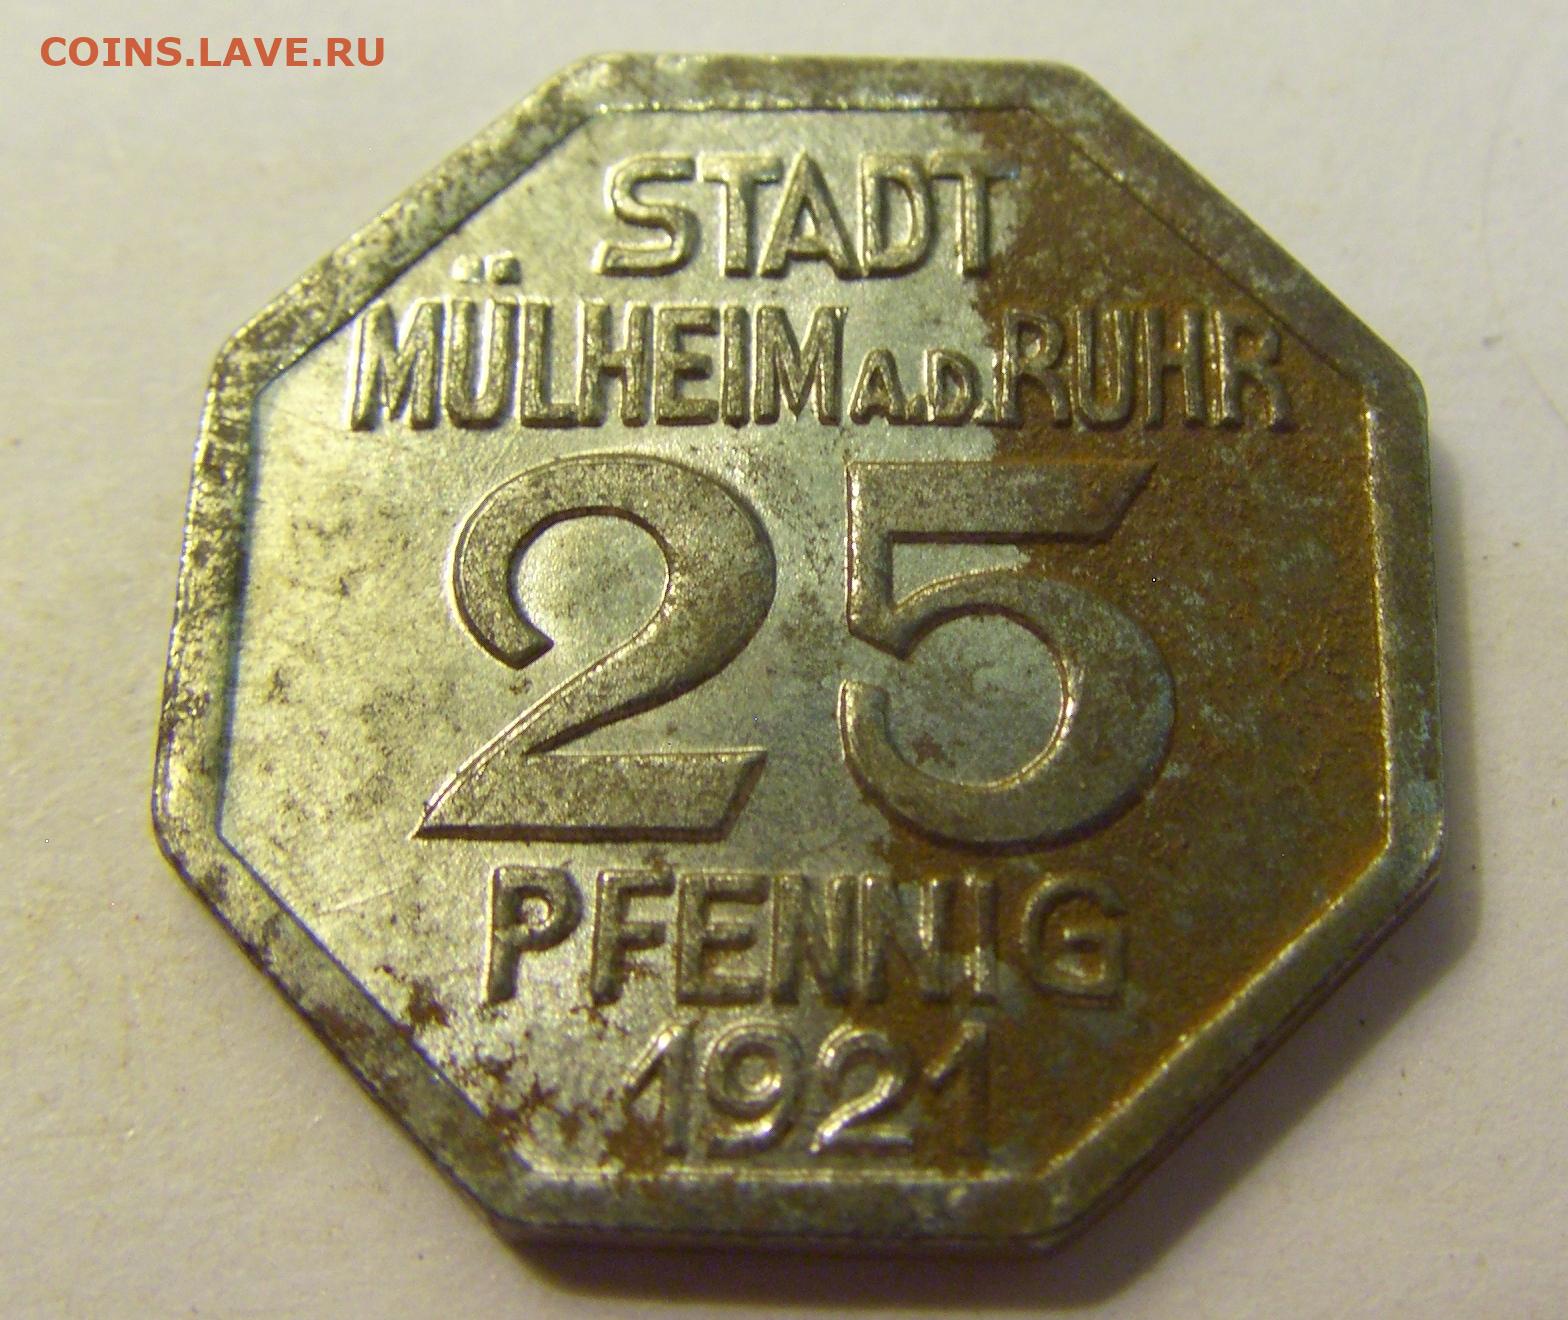 COINS.LAVE.RU
STADT
MÜLHEIM A.D. RUHR
25
PFENNIG
1921